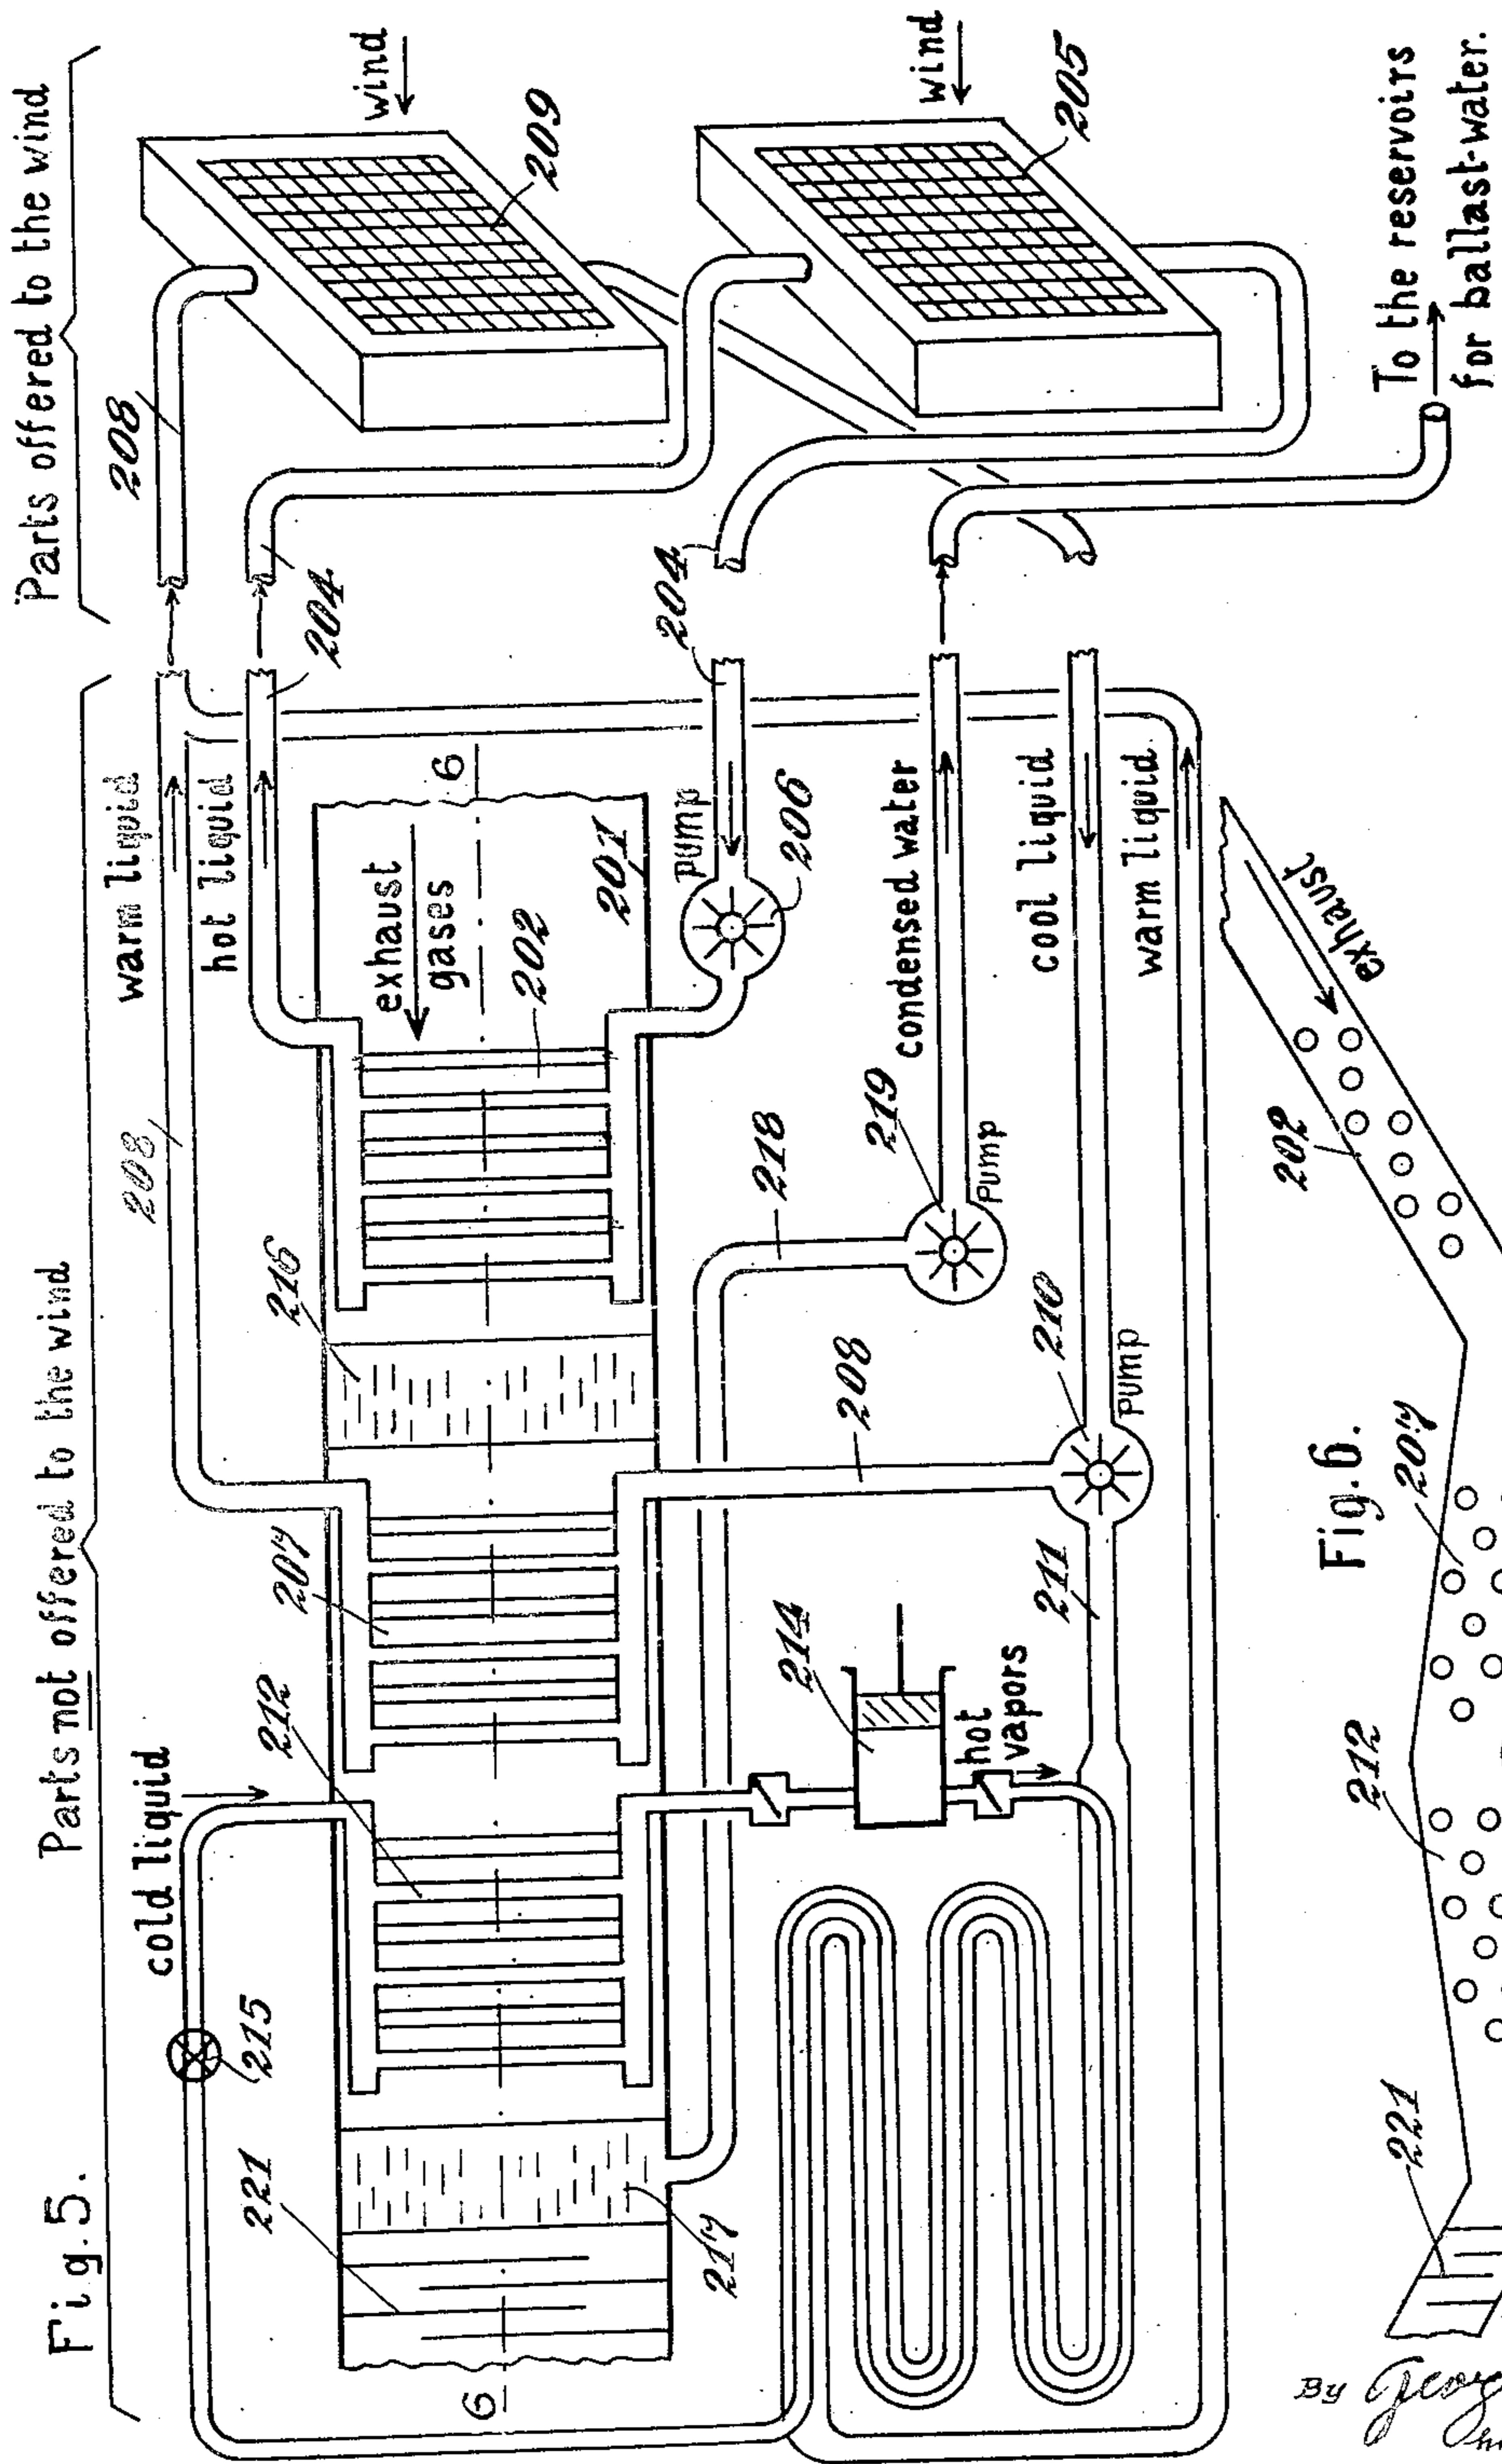 Fig. 5.
Parts not offered to the wind
Parts offered to the wind
cold liquid
warm liquid
hot liquid
208
208
204
215
221
212
207
216
exhaust
gases
202
201
6
6
217
214
hot
vapors
211
208
210
Pump
218
219
Pump
condensed water
cool liquid
warm liquid
pump
206
204
204
wind
209
wind
205
To the reservoirs
for ballast-water.
Fig. 6.
221
212
207
202
exhaust
By